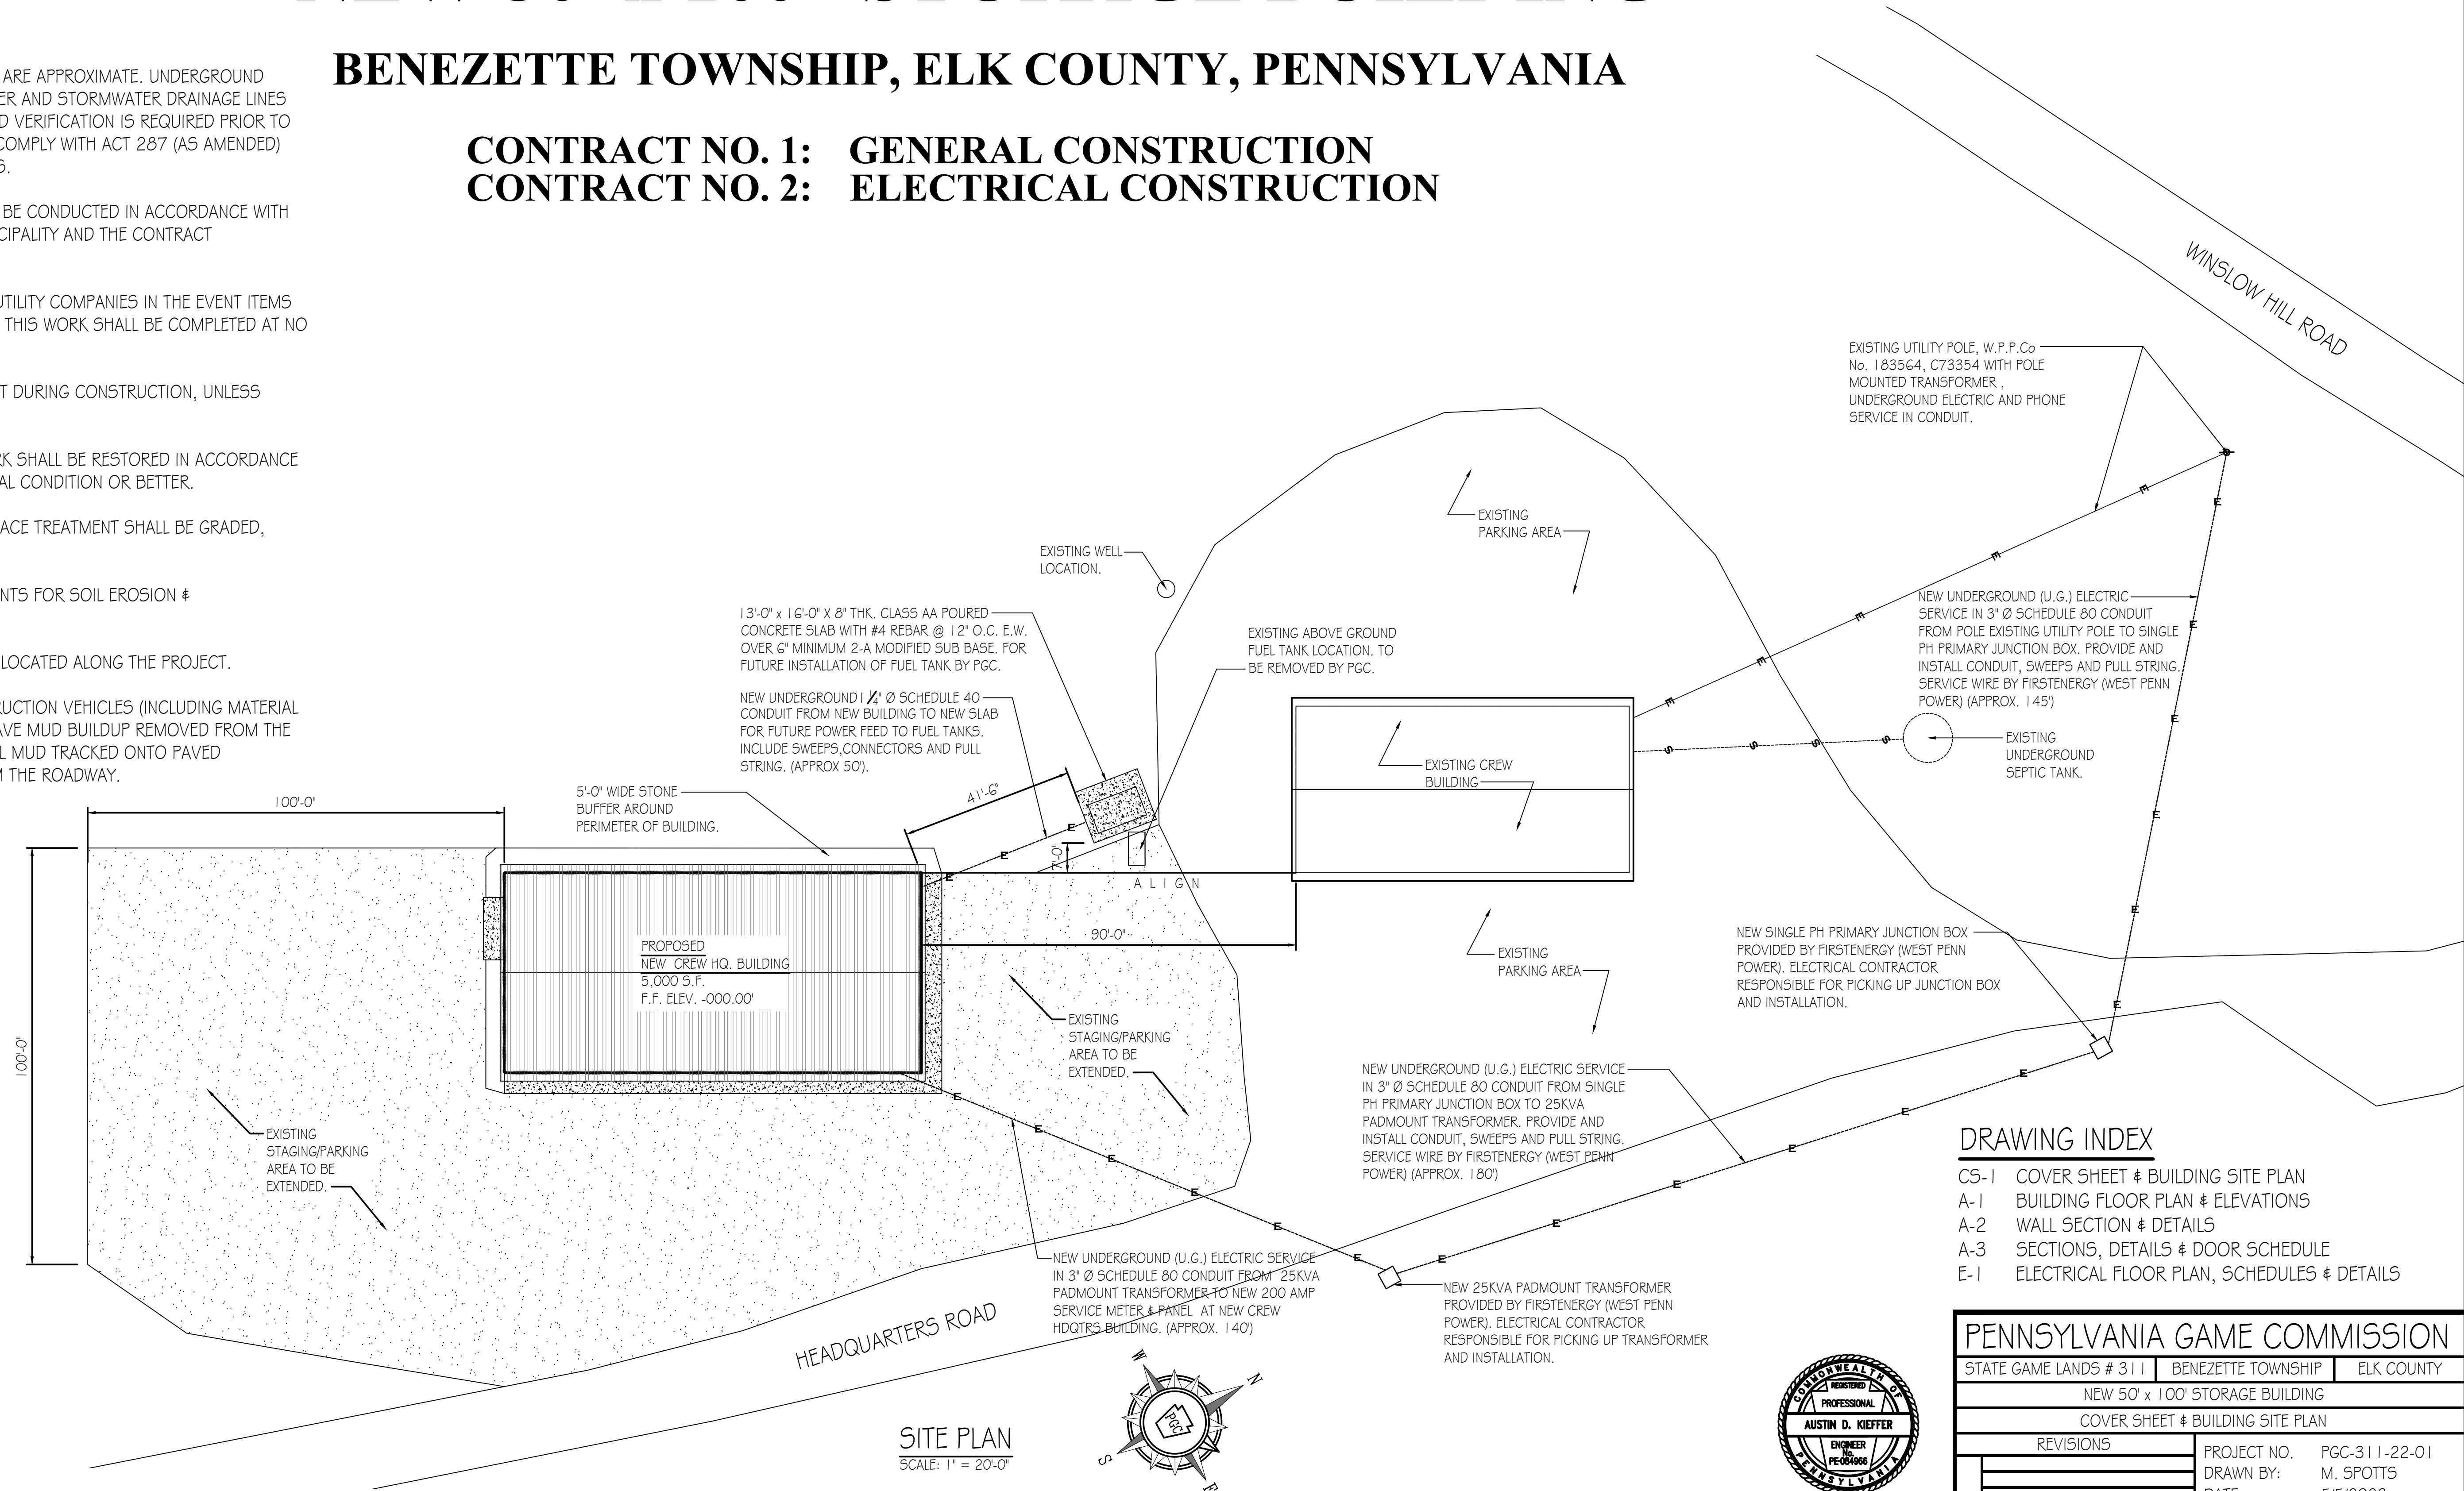 BENEZETTE TOWNSHIP, ELK COUNTY, PENNSYLVANIA
CONTRACT NO. 1: GENERAL CONSTRUCTION
CONTRACT NO. 2: ELECTRICAL CONSTRUCTION
ARE APPROXIMATE. UNDERGROUND
ER AND STORMWATER DRAINAGE LINES
D VERIFICATION IS REQUIRED PRIOR TO
COMPLY WITH ACT 287 (AS AMENDED)
S.
BE CONDUCTED IN ACCORDANCE WITH
CIPALITY AND THE CONTRACT
UTILITY COMPANIES IN THE EVENT ITEMS
THIS WORK SHALL BE COMPLETED AT NO
T DURING CONSTRUCTION, UNLESS
RK SHALL BE RESTORED IN ACCORDANCE
AL CONDITION OR BETTER.
ACE TREATMENT SHALL BE GRADED,
NTS FOR SOIL EROSION &
LOCATED ALONG THE PROJECT.
RUCTION VEHICLES (INCLUDING MATERIAL
AVE MUD BUILDUP REMOVED FROM THE
L MUD TRACKED ONTO PAVED
M THE ROADWAY.
WINSLOW HILL ROAD
EXISTING UTILITY POLE, W.P.P.Co
No. 183564, C73354 WITH POLE
MOUNTED TRANSFORMER ,
UNDERGROUND ELECTRIC AND PHONE
SERVICE IN CONDUIT.
EXISTING
PARKING AREA
EXISTING WELL
LOCATION.
13'-0" x 16'-0" X 8" THK. CLASS AA POURED
CONCRETE SLAB WITH #4 REBAR @ 12" O.C. E.W.
OVER 6" MINIMUM 2-A MODIFIED SUB BASE. FOR
FUTURE INSTALLATION OF FUEL TANK BY PGC.
EXISTING ABOVE GROUND
FUEL TANK LOCATION. TO
BE REMOVED BY PGC.
NEW UNDERGROUND (U.G.) ELECTRIC
SERVICE IN 3" Ø SCHEDULE 80 CONDUIT
FROM POLE EXISTING UTILITY POLE TO SINGLE
PH PRIMARY JUNCTION BOX. PROVIDE AND
INSTALL CONDUIT, SWEEPS AND PULL STRING.
SERVICE WIRE BY FIRSTENERGY (WEST PENN
POWER) (APPROX. 145')
NEW UNDERGROUND 1 1/4" Ø SCHEDULE 40
CONDUIT FROM NEW BUILDING TO NEW SLAB
FOR FUTURE POWER FEED TO FUEL TANKS.
INCLUDE SWEEPS,CONNECTORS AND PULL
STRING. (APPROX 50').
EXISTING
UNDERGROUND
SEPTIC TANK.
EXISTING CREW
BUILDING
5'-0" WIDE STONE
BUFFER AROUND
PERIMETER OF BUILDING.
100'-0"
41'-6"
7'-0"
ALIGN
90'-0"
100'-0"
PROPOSED
NEW CREW HQ. BUILDING
5,000 S.F.
F.F. ELEV. -000.00'
EXISTING
PARKING AREA
NEW SINGLE PH PRIMARY JUNCTION BOX
PROVIDED BY FIRSTENERGY (WEST PENN
POWER). ELECTRICAL CONTRACTOR
RESPONSIBLE FOR PICKING UP JUNCTION BOX
AND INSTALLATION.
EXISTING
STAGING/PARKING
AREA TO BE
EXTENDED.
NEW UNDERGROUND (U.G.) ELECTRIC SERVICE
IN 3" Ø SCHEDULE 80 CONDUIT FROM SINGLE
PH PRIMARY JUNCTION BOX TO 25KVA
PADMOUNT TRANSFORMER. PROVIDE AND
INSTALL CONDUIT, SWEEPS AND PULL STRING.
SERVICE WIRE BY FIRSTENERGY (WEST PENN
POWER) (APPROX. 180')
EXISTING
STAGING/PARKING
AREA TO BE
EXTENDED.
NEW UNDERGROUND (U.G.) ELECTRIC SERVICE
IN 3" Ø SCHEDULE 80 CONDUIT FROM 25KVA
PADMOUNT TRANSFORMER TO NEW 200 AMP
SERVICE METER & PANEL AT NEW CREW
HDQTRS BUILDING. (APPROX. 140')
NEW 25KVA PADMOUNT TRANSFORMER
PROVIDED BY FIRSTENERGY (WEST PENN
POWER). ELECTRICAL CONTRACTOR
RESPONSIBLE FOR PICKING UP TRANSFORMER
AND INSTALLATION.
HEADQUARTERS ROAD
SITE PLAN
SCALE: 1" = 20'-0"
W
N
S
E
PGC
DRAWING INDEX
CS-1 COVER SHEET & BUILDING SITE PLAN
A-1 BUILDING FLOOR PLAN & ELEVATIONS
A-2 WALL SECTION & DETAILS
A-3 SECTIONS, DETAILS & DOOR SCHEDULE
E-1 ELECTRICAL FLOOR PLAN, SCHEDULES & DETAILS
COMMONWEALTH OF
REGISTERED
PROFESSIONAL
AUSTIN D. KIEFFER
ENGINEER
No.
PE-084966
PENNSYLVANIA
PENNSYLVANIA GAME COMMISSION
STATE GAME LANDS # 311 BENEZETTE TOWNSHIP ELK COUNTY
NEW 50' x 100' STORAGE BUILDING
COVER SHEET & BUILDING SITE PLAN
REVISIONS
PROJECT NO. PGC-311-22-01
DRAWN BY: M. SPOTTS